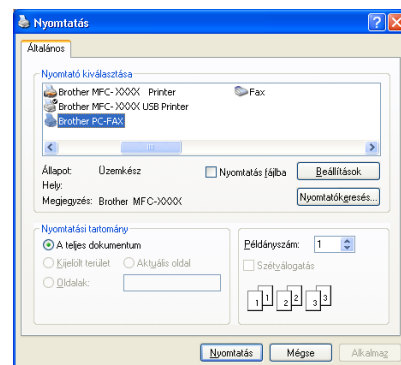 Nyomtatás
Általános
Nyomtató kiválasztása
Brother MFC-XXXX Printer
Fax
Brother MFC-XXXX USB Printer
Brother PC-FAX
Állapot: Üzemkész
Nyomtatás fájlba
Beállítások
Hely:
Megjegyzés: Brother MFC-XXXX
Nyomtatókeresés...
Nyomtatási tartomány
A teljes dokumentum
Példányszám: 1
Kijelölt terület
Aktuális oldal
Szétválogatás
Oldalak:
1 1 2 2 3 3
Nyomtatás
Mégse
Alkalmaz